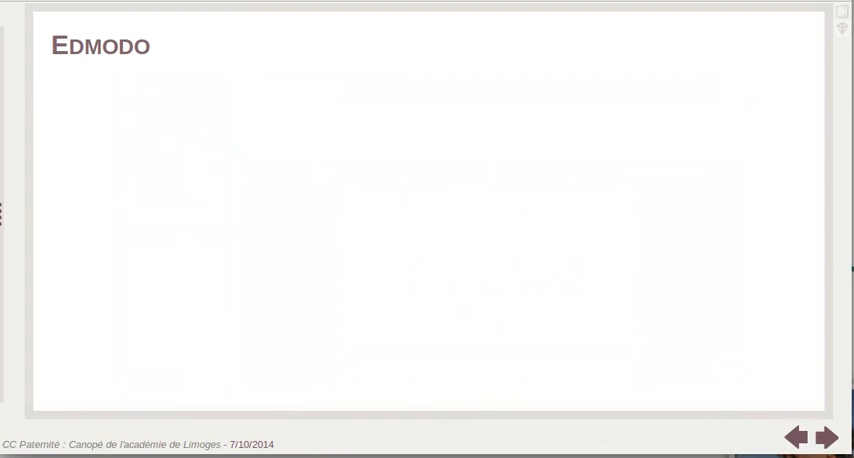 EDMODO
CC Paternité : Canopé de l'académie de Limoges - 7/10/2014